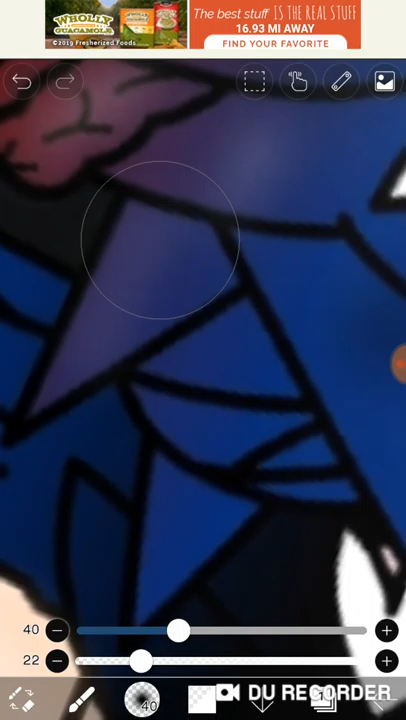 WHOLLY
GUACAMOLE
©2019 Fresherized Foods
The best stuff IS THE REAL STUFF
16.93 MI AWAY
FIND YOUR FAVORITE
40
22
40
DU RECORDER